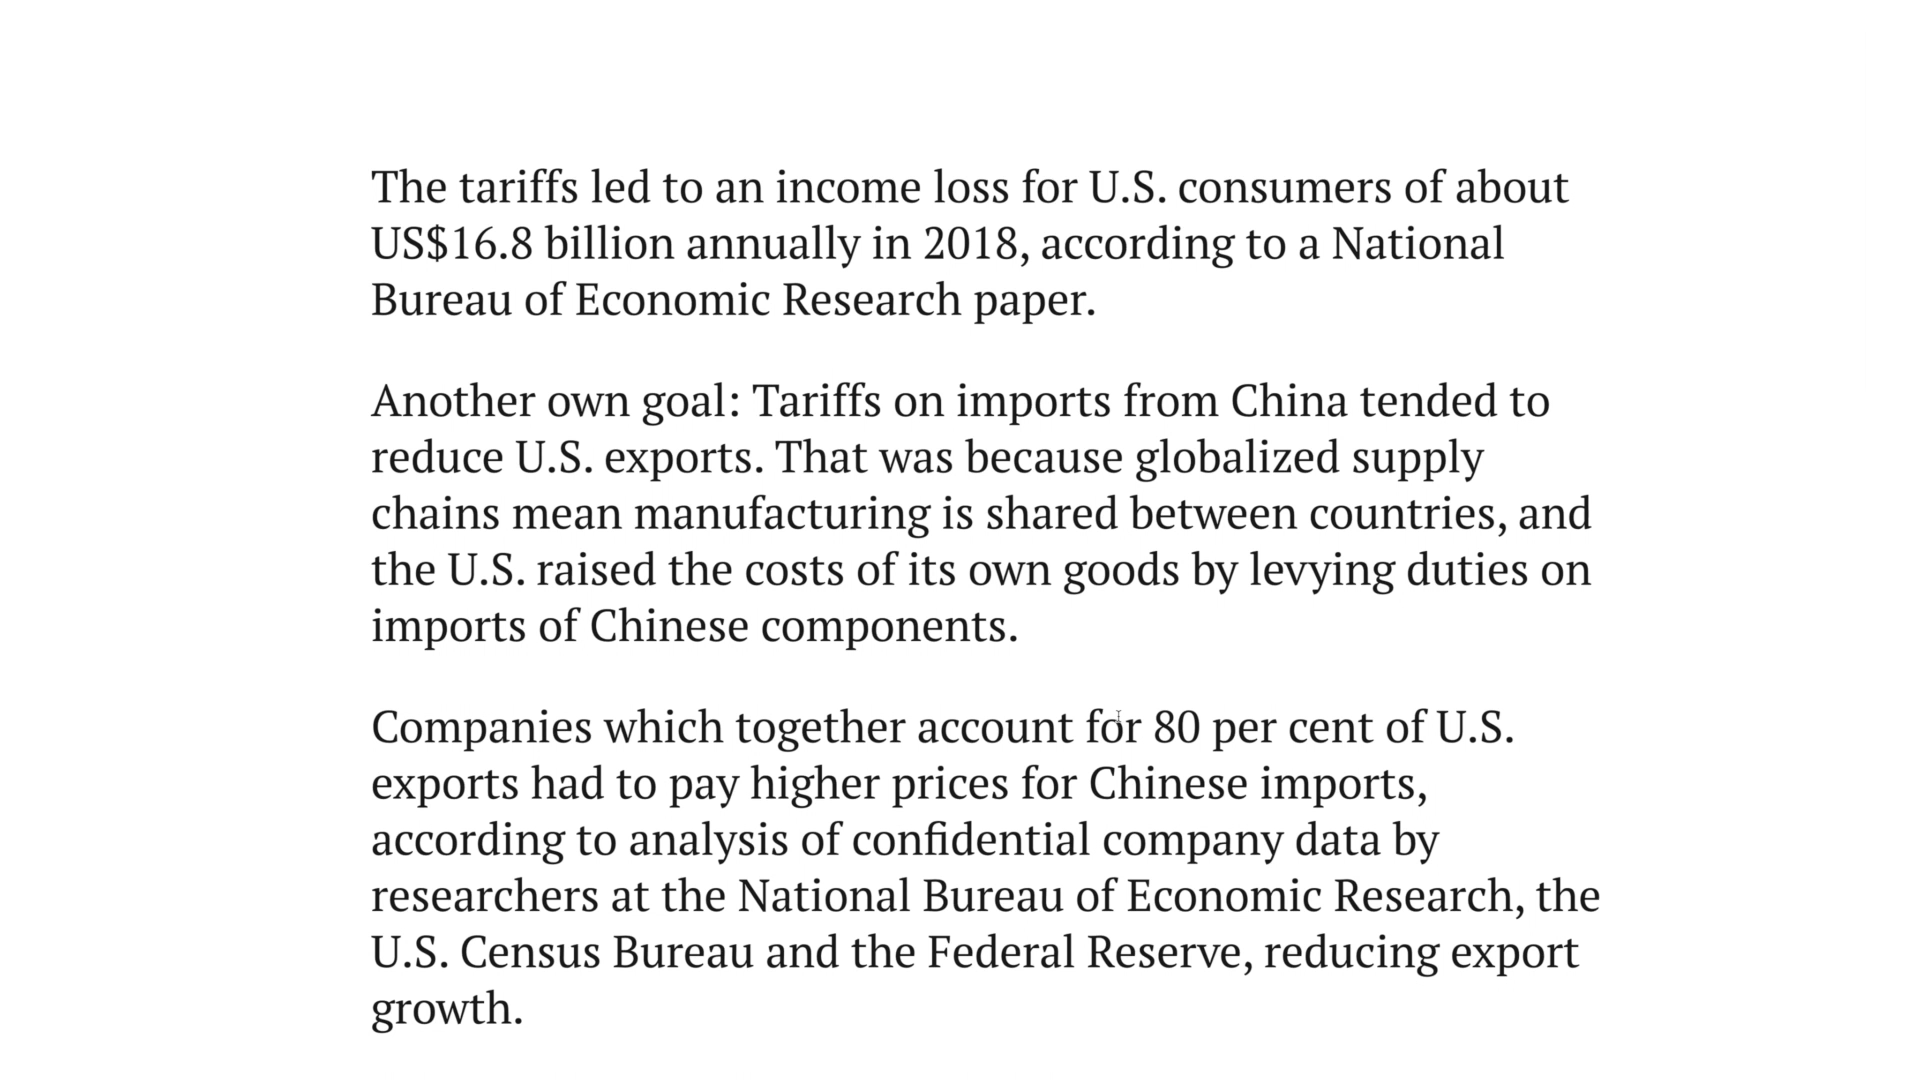 The tariffs led to an income loss for U.S. consumers of about
US$16.8 billion annually in 2018, according to a National
Bureau of Economic Research paper.
Another own goal: Tariffs on imports from China tended to
reduce U.S. exports. That was because globalized supply
chains mean manufacturing is shared between countries, and
the U.S. raised the costs of its own goods by levying duties on
imports of Chinese components.
Companies which together account for 80 per cent of U.S.
exports had to pay higher prices for Chinese imports,
according to analysis of confidential company data by
researchers at the National Bureau of Economic Research, the
U.S. Census Bureau and the Federal Reserve, reducing export
growth.